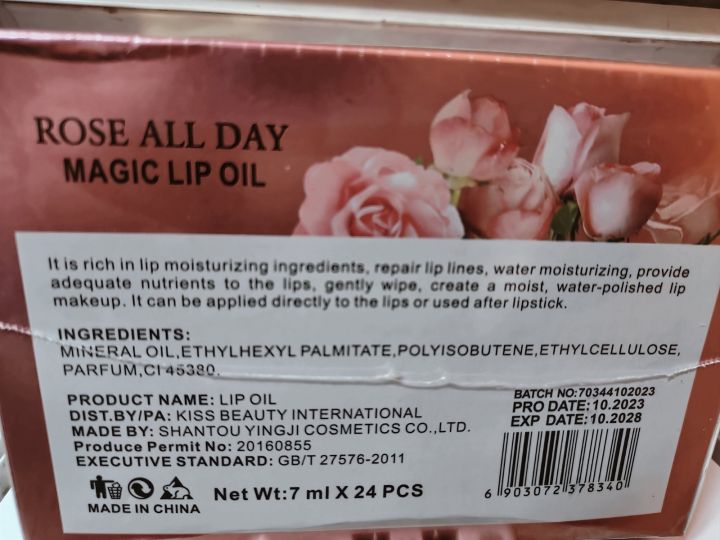 ROSE ALL DAY
MAGIC LIP OIL
It is rich in lip moisturizing ingredients, repair lip lines, water moisturizing, provide
adequate nutrients to the lips, gently wipe, create a moist, water-polished lip
makeup. It can be applied directly to the lips or used after lipstick.
INGREDIENTS:
MINERAL OIL,ETHYLHEXYL PALMITATE,POLYISOBUTENE,ETHYLCELLULOSE,
PARFUM,CI 45380.
PRODUCT NAME: LIP OIL
DIST.BY/PA: KISS BEAUTY INTERNATIONAL
MADE BY: SHANTOU YINGJI COSMETICS CO.,LTD.
Produce Permit No: 20160855
EXECUTIVE STANDARD: GB/T 27576-2011
MADE IN CHINA
Net Wt:7 ml X 24 PCS
BATCH NO:70344102023
PRO DATE:10.2023
EXP DATE:10.2028
6 903072 378340